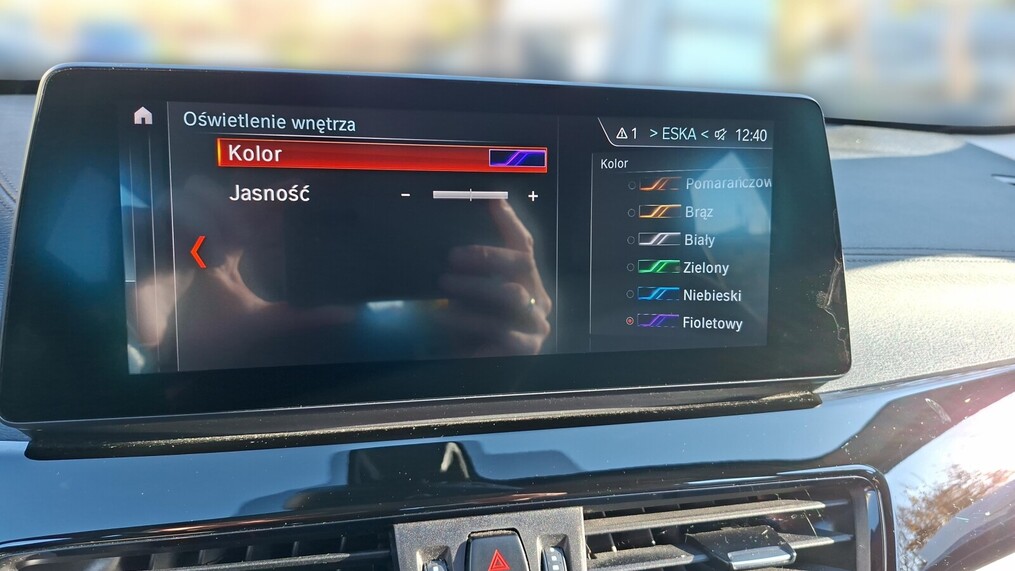 Oświetlenie wnętrza
1 > ESKA < 12:40
Kolor
Jasność - +
Kolor
Pomarańczow
Brąz
Biały
Zielony
Niebieski
Fioletowy